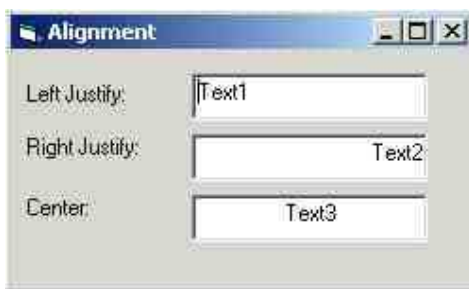 Alignment
Left Justify: Text1
Right Justify: Text2
Center: Text3